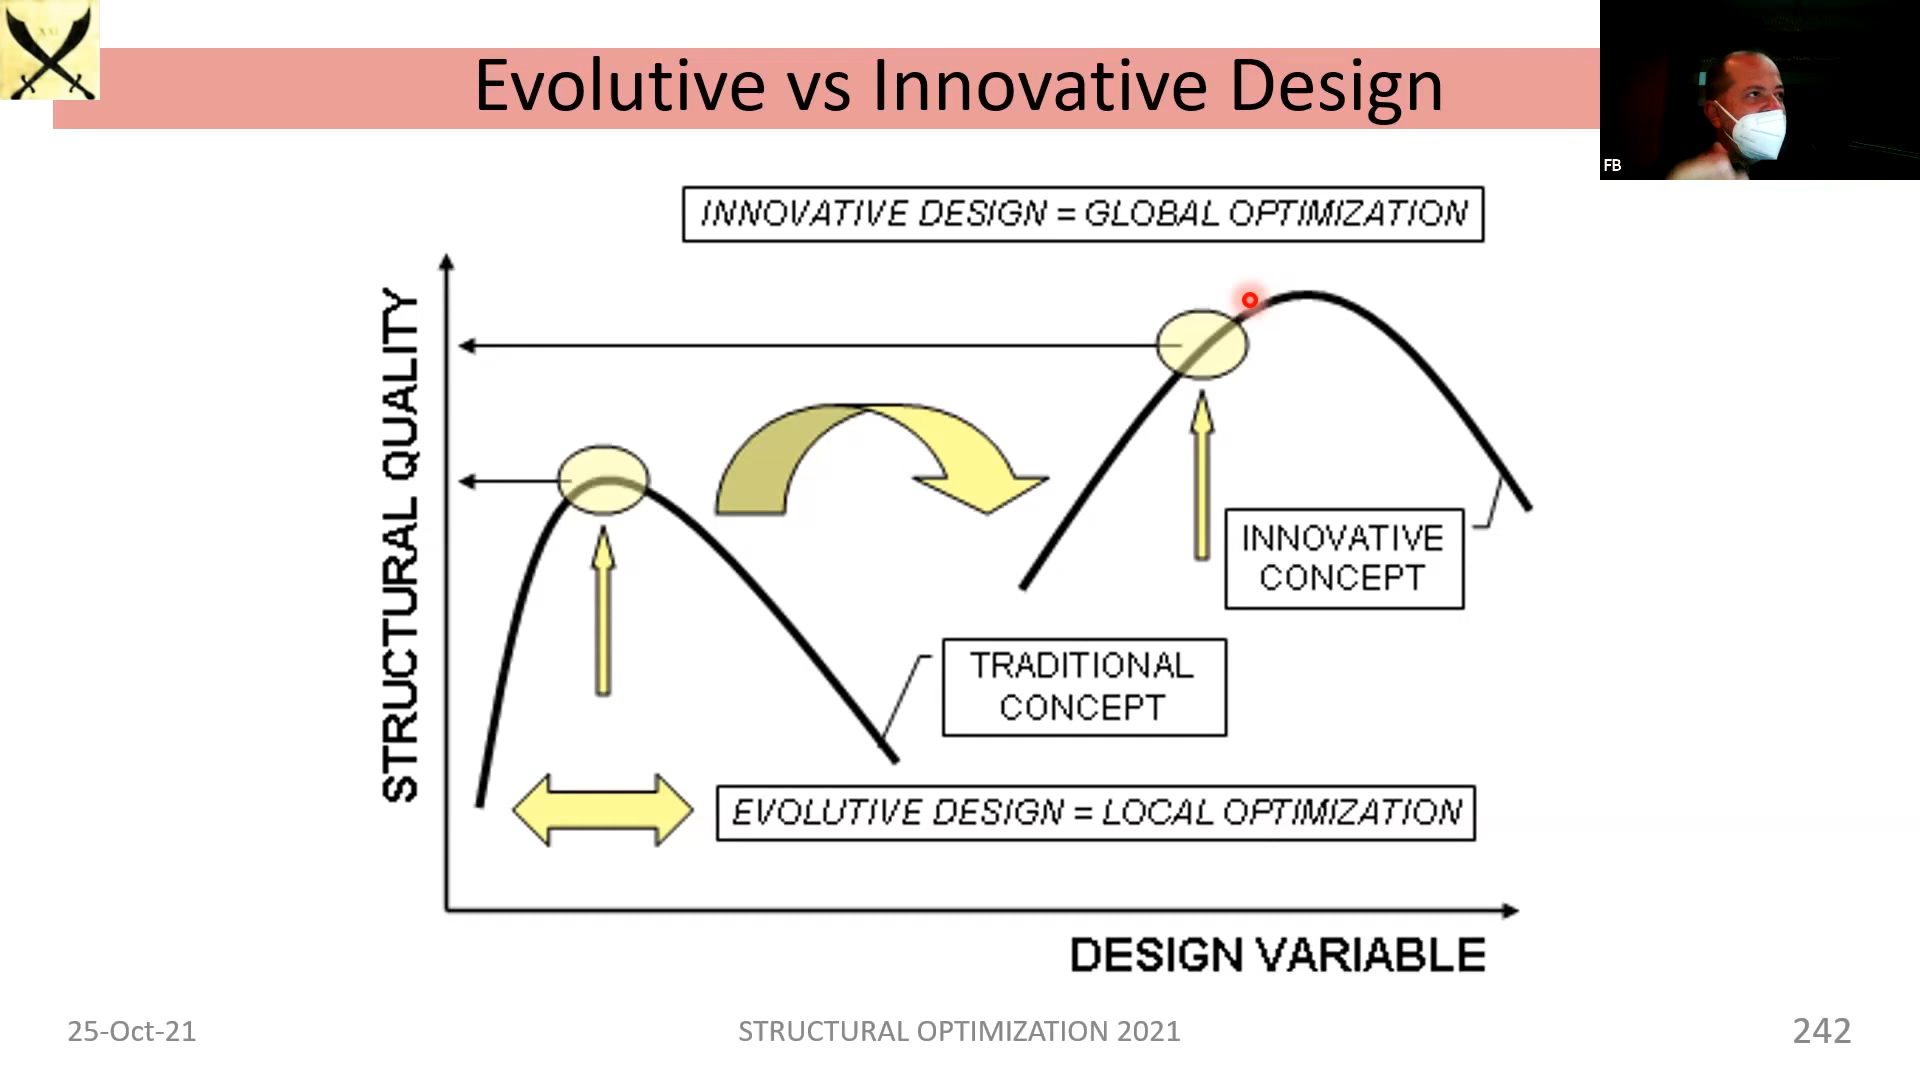 Evolutive vs Innovative Design
FB
INNOVATIVE DESIGN = GLOBAL OPTIMIZATION
STRUCTURAL QUALITY
INNOVATIVE
CONCEPT
TRADITIONAL
CONCEPT
EVOLUTIVE DESIGN = LOCAL OPTIMIZATION
DESIGN VARIABLE
25-Oct-21
STRUCTURAL OPTIMIZATION 2021
242